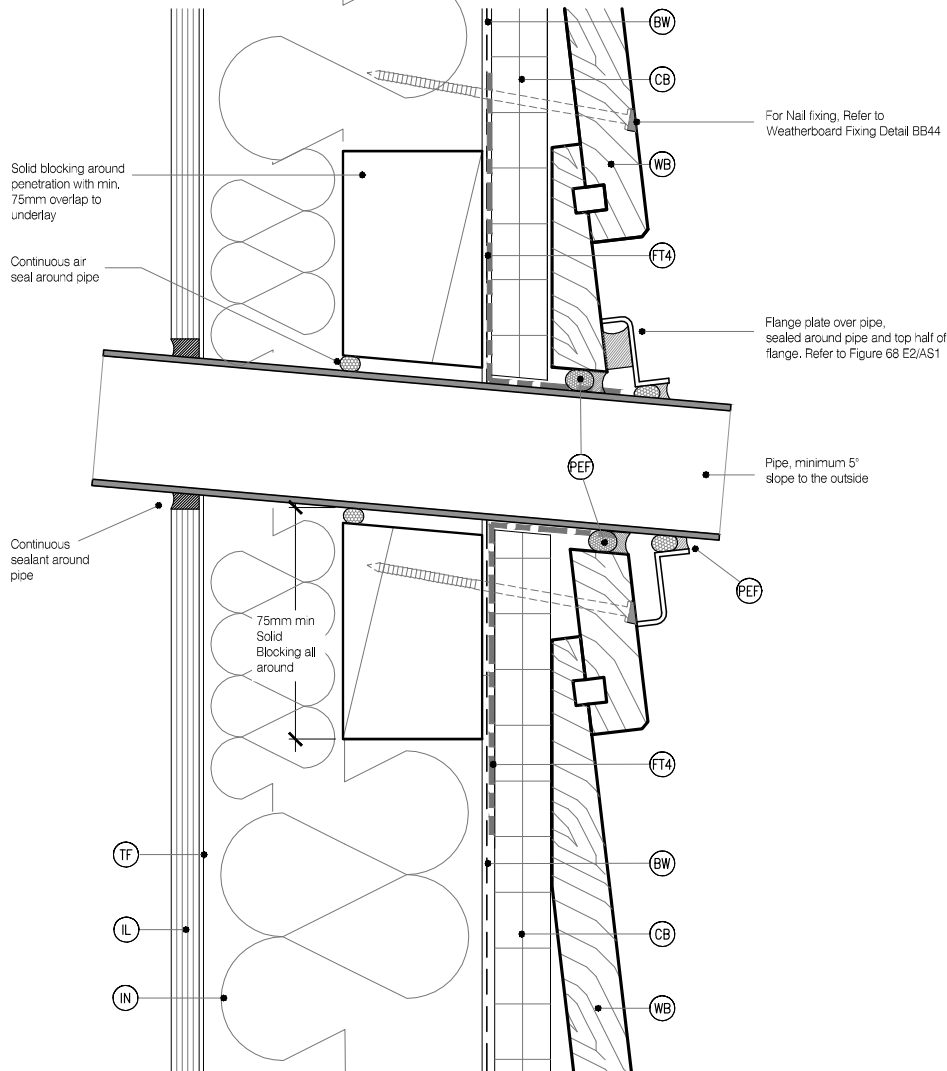 BW
CB
For Nail fixing, Refer to
Weatherboard Fixing Detail BB44
WB
Solid blocking around
penetration with min.
75mm overlap to
underlay
FT4
Continuous air
seal around pipe
Flange plate over pipe,
sealed around pipe and top half of
flange. Refer to Figure 68 E2/AS1
PEF
Pipe, minimum 5°
slope to the outside
Continuous
sealant around
pipe
PEF
75mm min
Solid
Blocking all
around
FT4
TF
BW
IL
CB
IN
WB